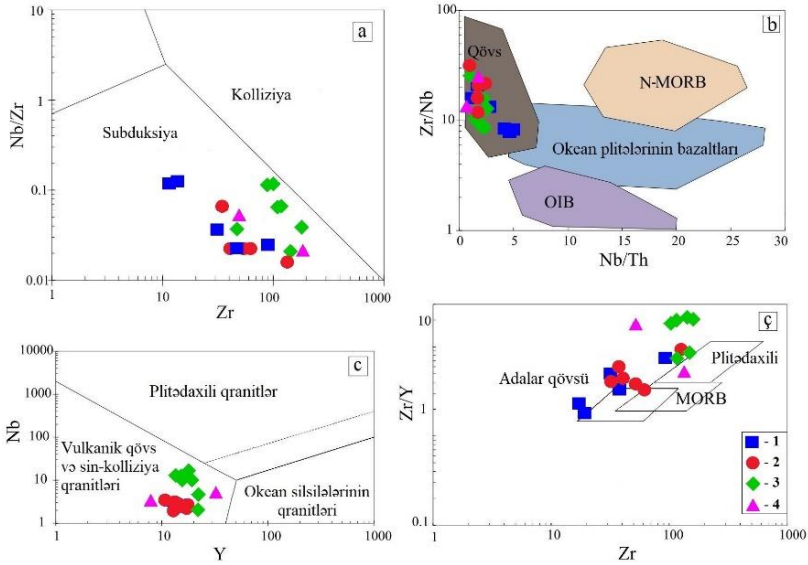 a
10
1
0.1
0.01
Nb/Zr
Kolliziya
Subduksiya
1
10
100
1000
Zr
b
100
10
1
Zr/Nb
Qövs
N-MORB
Okean plitələrinin bazaltları
OIB
0
5
10
15
20
25
30
Nb/Th
c
10000
1000
100
10
1
Nb
Plitədaxili qranitlər
Vulkanik qövs
və sin-kolliziya
qranitləri
Okean silsilələrinin
qranitləri
1
10
100
1000
Y
ç
10
1
0.1
Zr/Y
Adalar qövsü
Plitədaxili
MORB
1
10
100
1000
Zr
- 1
- 2
- 3
- 4